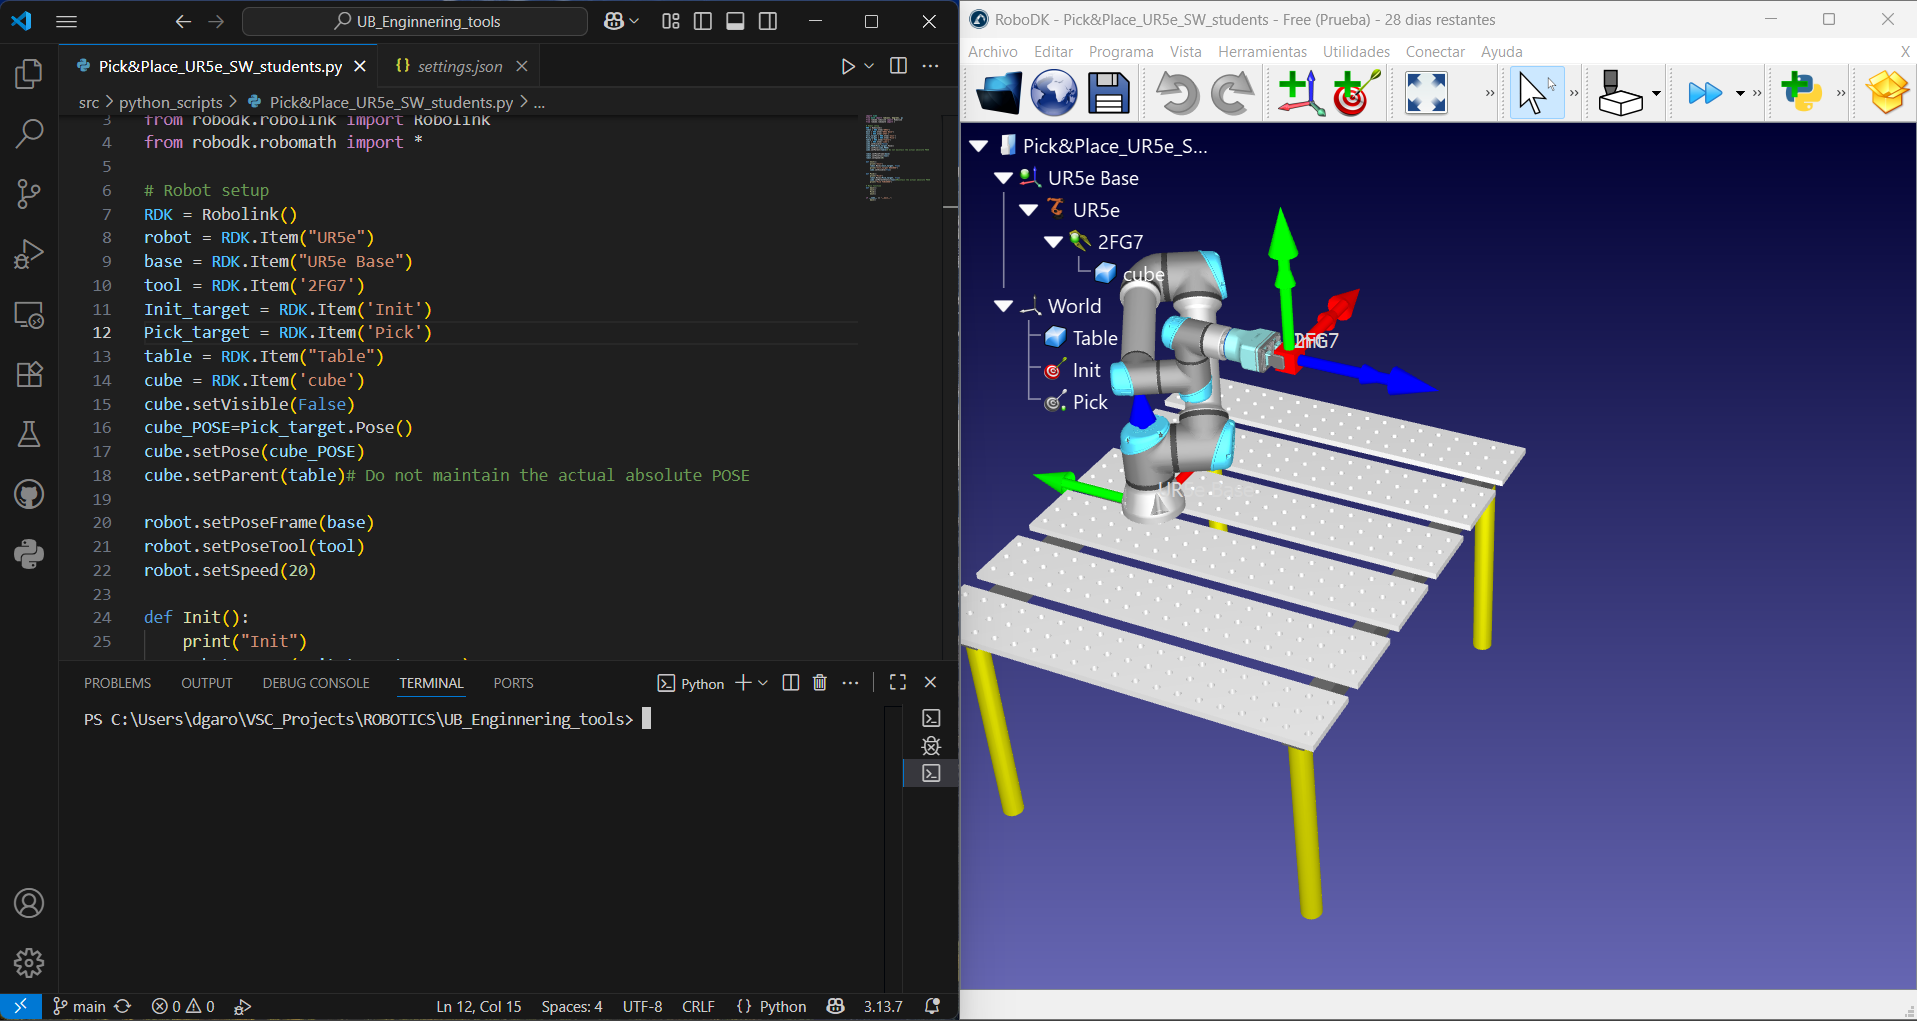 UB_Enginnering_tools
Pick&Place_UR5e_SW_students.py
settings.json
src > python_scripts > Pick&Place_UR5e_SW_students.py > ...
3 from robodk.robolink import Robolink
4 from robodk.robomath import *
5
6 # Robot setup
7 RDK = Robolink()
8 robot = RDK.Item("UR5e")
9 base = RDK.Item("UR5e Base")
10 tool = RDK.Item('2FG7')
11 Init_target = RDK.Item('Init')
12 Pick_target = RDK.Item('Pick')
13 table = RDK.Item("Table")
14 cube = RDK.Item('cube')
15 cube.setVisible(False)
16 cube_POSE=Pick_target.Pose()
17 cube.setPose(cube_POSE)
18 cube.setParent(table)# Do not maintain the actual absolute POSE
19
20 robot.setPoseFrame(base)
21 robot.setPoseTool(tool)
22 robot.setSpeed(20)
23
24 def Init():
25 print("Init")
PROBLEMS OUTPUT DEBUG CONSOLE TERMINAL PORTS
Python
PS C:\Users\dgaro\VSC_Projects\ROBOTICS\UB_Enginnering_tools>
main 0 0 Ln 12, Col 15 Spaces: 4 UTF-8 CRLF {} Python 3.13.7
RoboDK - Pick&Place_UR5e_SW_students - Free (Prueba) - 28 dias restantes
Archivo Editar Programa Vista Herramientas Utilidades Conectar Ayuda X
Pick&Place_UR5e_S...
UR5e Base
UR5e
2FG7
cube
World
Table
Init
Pick
UR5e Base